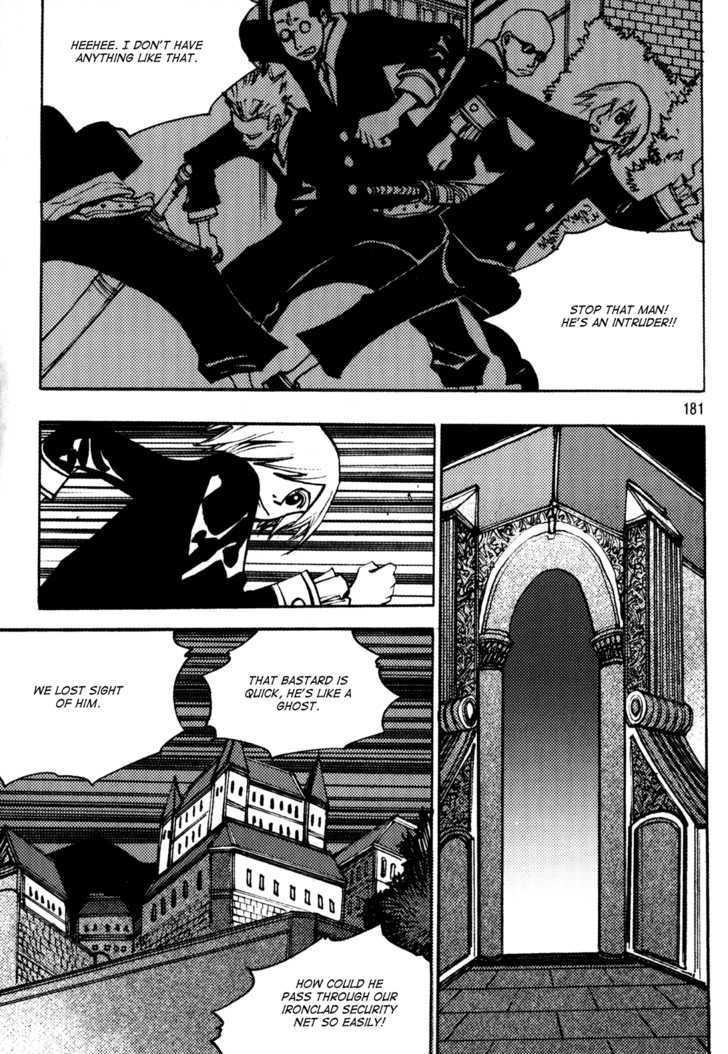 HEEHEE. I DON'T HAVE
ANYTHING LIKE THAT.
STOP THAT MAN!
HE'S AN INTRUDER!!
181
WE LOST SIGHT
OF HIM.
THAT BASTARD IS
QUICK, HE'S LIKE A
GHOST.
HOW COULD HE
PASS THROUGH OUR
IRONCLAD SECURITY
NET SO EASILY!